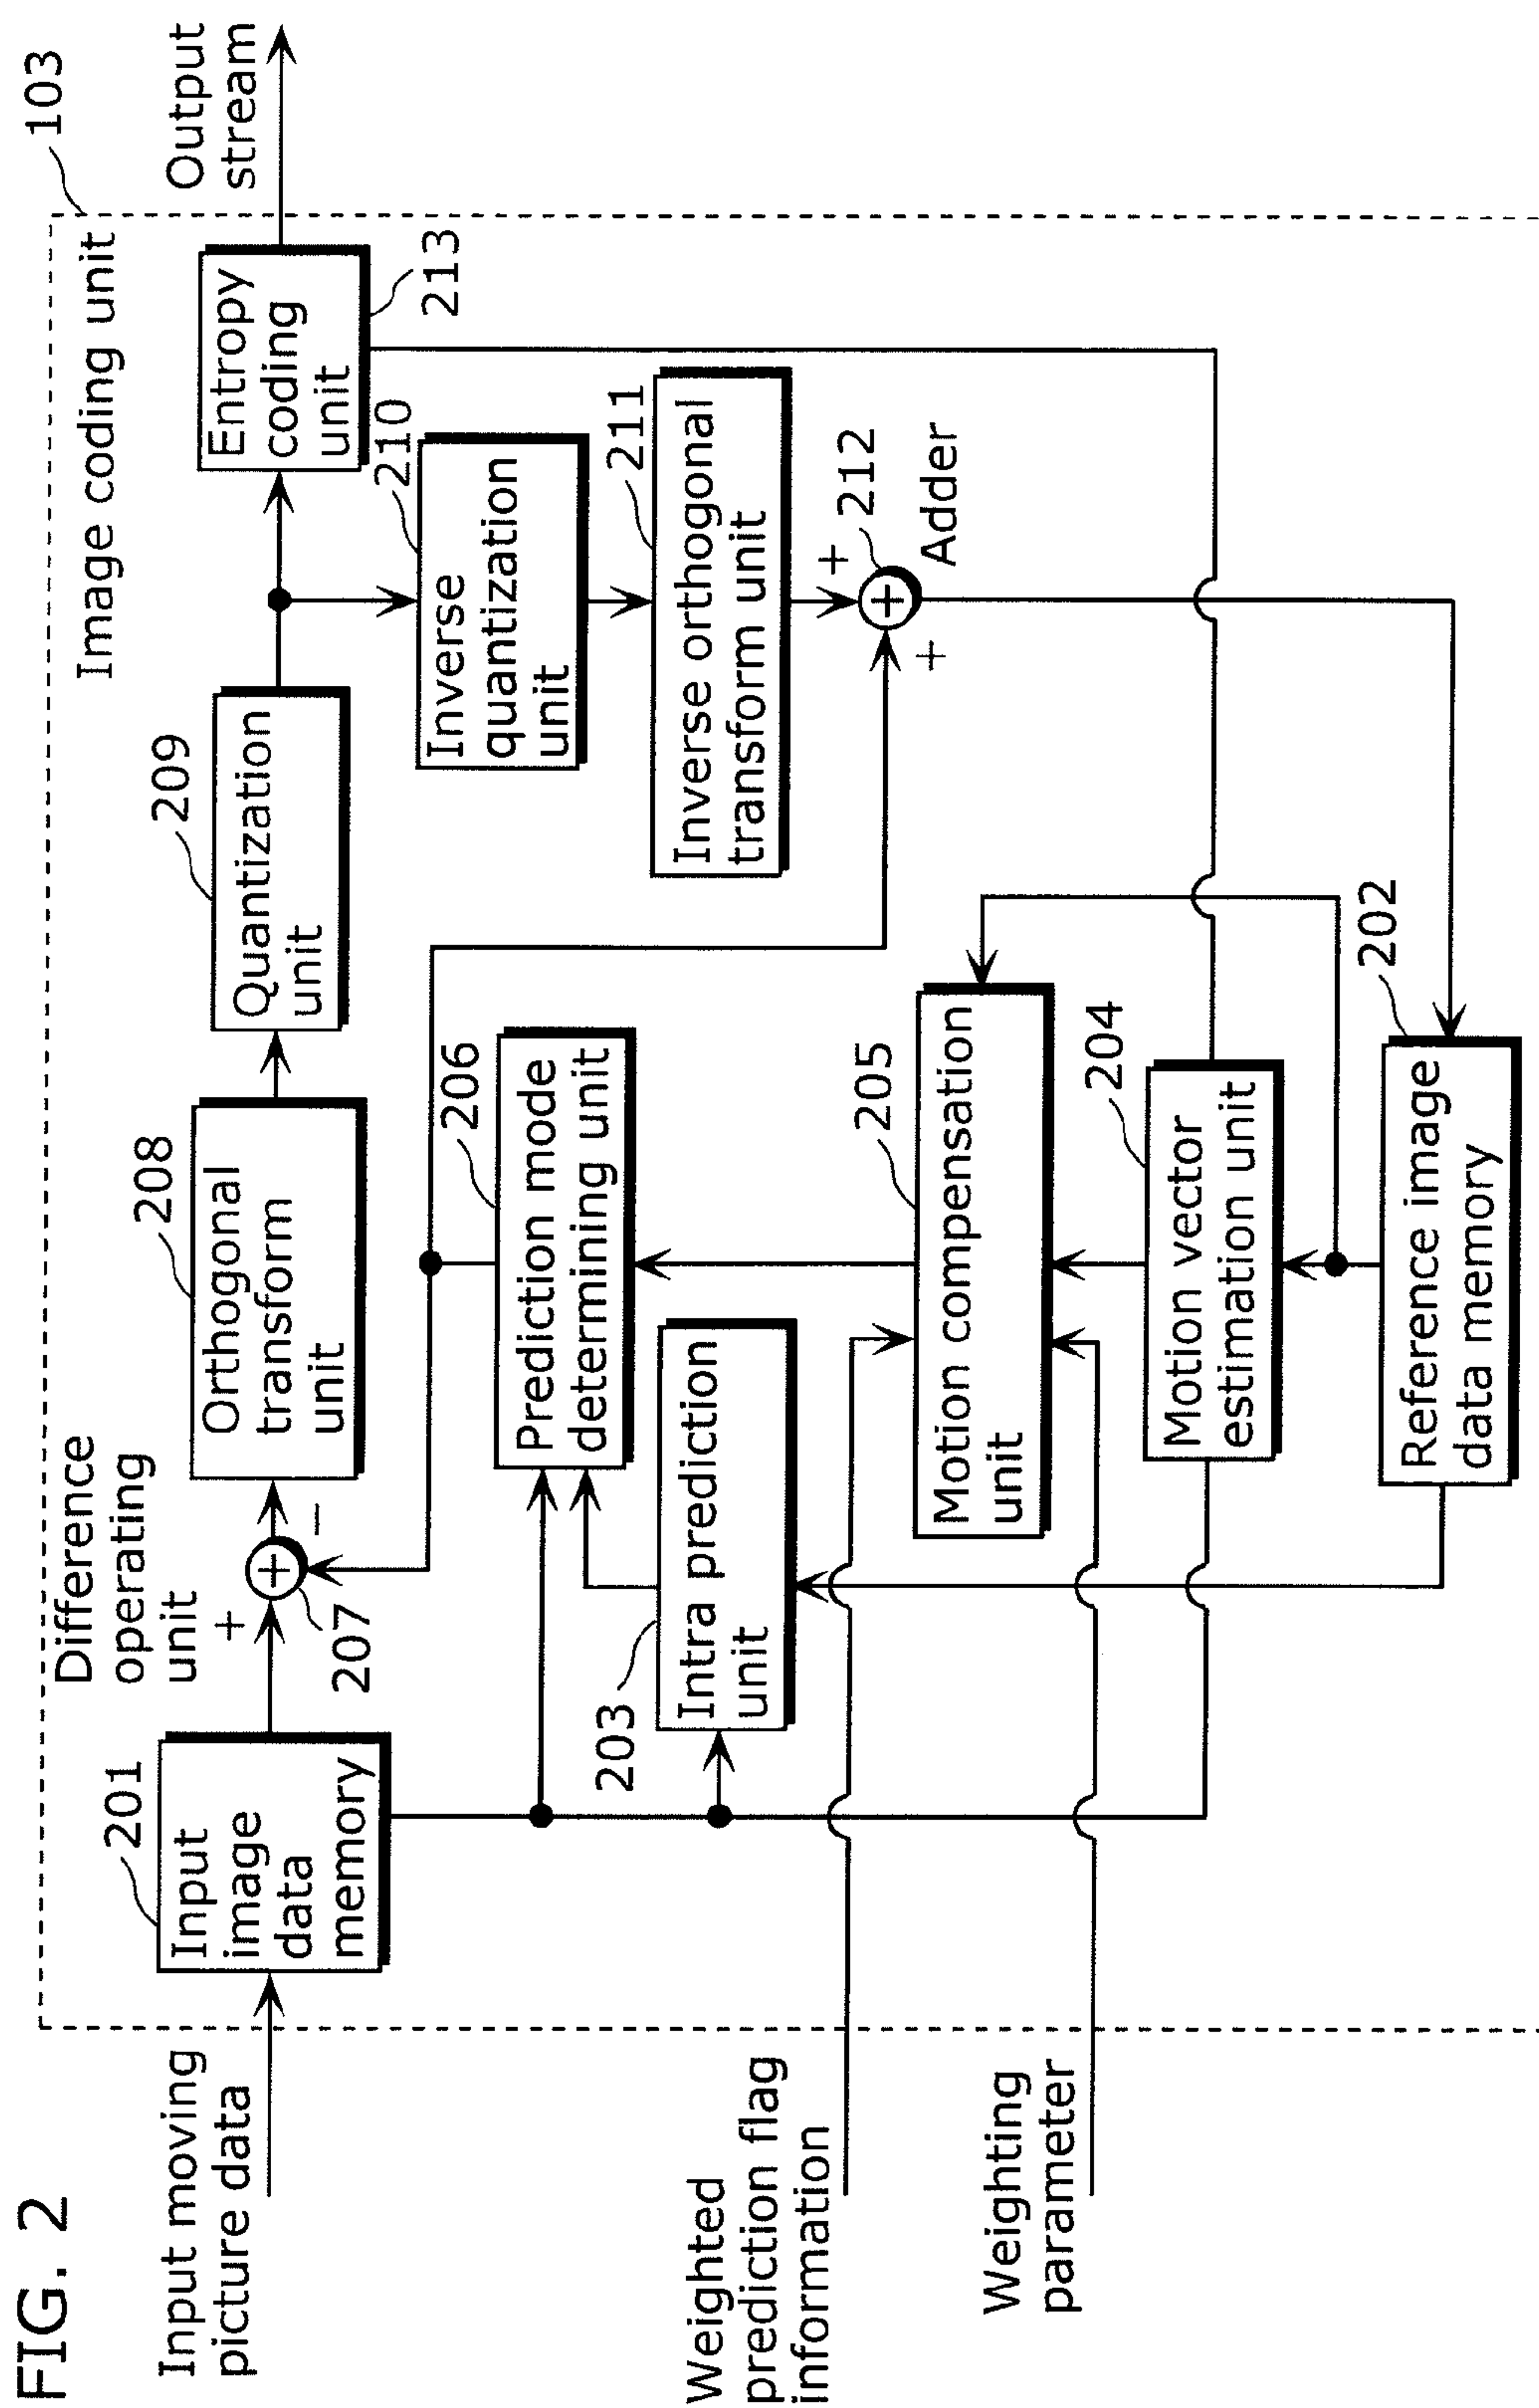 FIG. 2
103
Image coding unit
Input moving
picture data
201
Input
image
data
memory
Difference
operating
unit
+
−
207
+
208
Orthogonal
transform
unit
209
Quantization
unit
Entropy
coding
unit
213
Output
stream
210
Inverse
quantization
unit
211
Inverse orthogonal
transform unit
+
+
+
212
Adder
206
Prediction mode
determining unit
203
Intra prediction
unit
205
Motion compensation
unit
204
Motion vector
estimation unit
202
Reference image
data memory
Weighted
prediction flag
information
Weighting
parameter